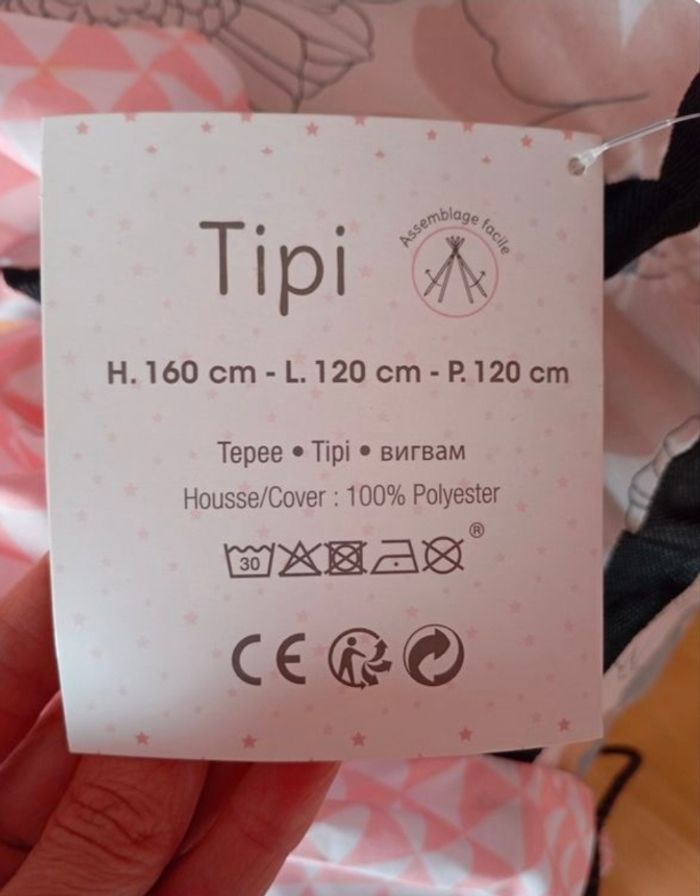 Tipi
Assemblage facile
H. 160 cm - L. 120 cm - P. 120 cm
Tepee • Tipi • вигвам
Housse/Cover : 100% Polyester
30
®
CE